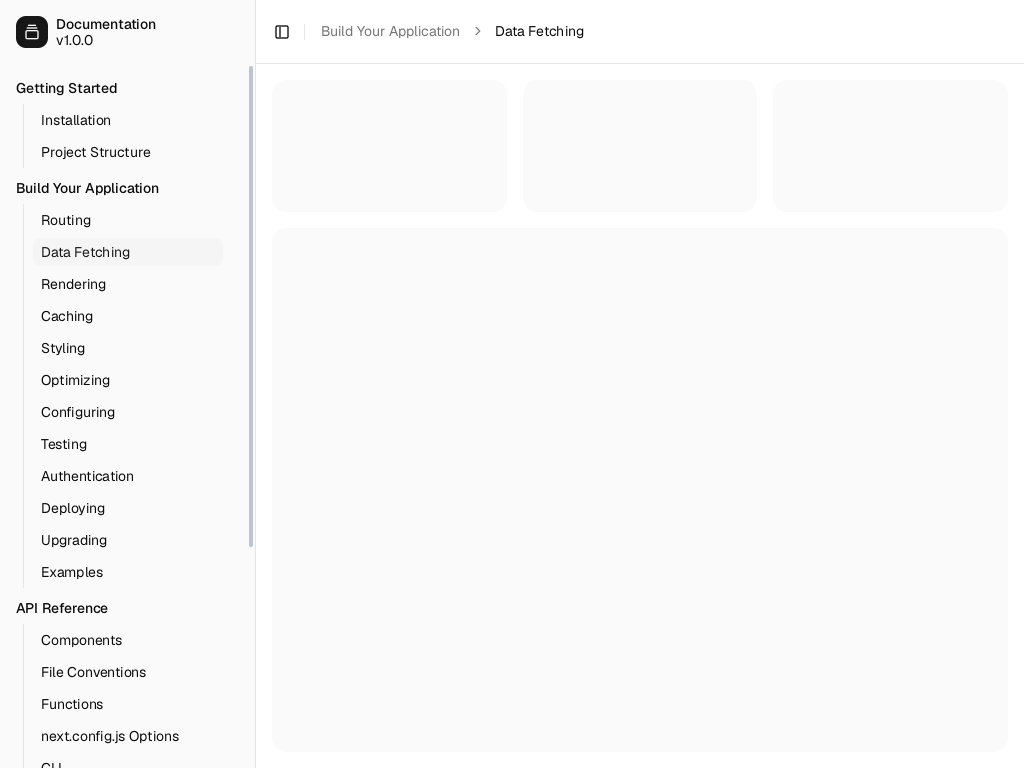 Documentation
v1.0.0
Build Your Application
Data Fetching
Getting Started
Installation
Project Structure
Build Your Application
Routing
Data Fetching
Rendering
Caching
Styling
Optimizing
Configuring
Testing
Authentication
Deploying
Upgrading
Examples
API Reference
Components
File Conventions
Functions
next.config.js Options
CLI